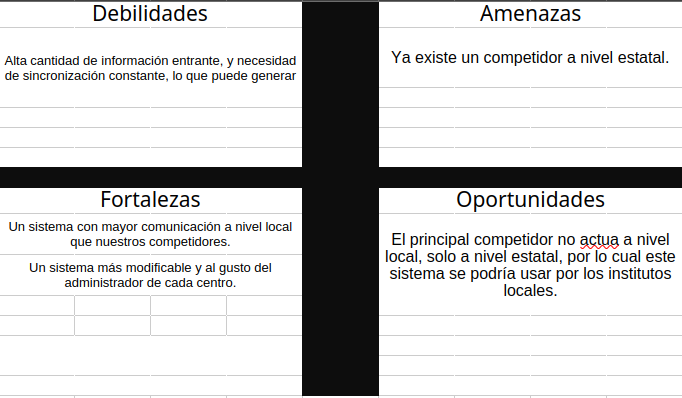 Debilidades
Alta cantidad de información entrante, y necesidad
de sincronización constante, lo que puede generar
Amenazas
Ya existe un competidor a nivel estatal.
Fortalezas
Un sistema con mayor comunicación a nivel local
que nuestros competidores.
Un sistema más modificable y al gusto del
administrador de cada centro.
Oportunidades
El principal competidor no actua a nivel
local, solo a nivel estatal, por lo cual este
sistema se podría usar por los institutos
locales.